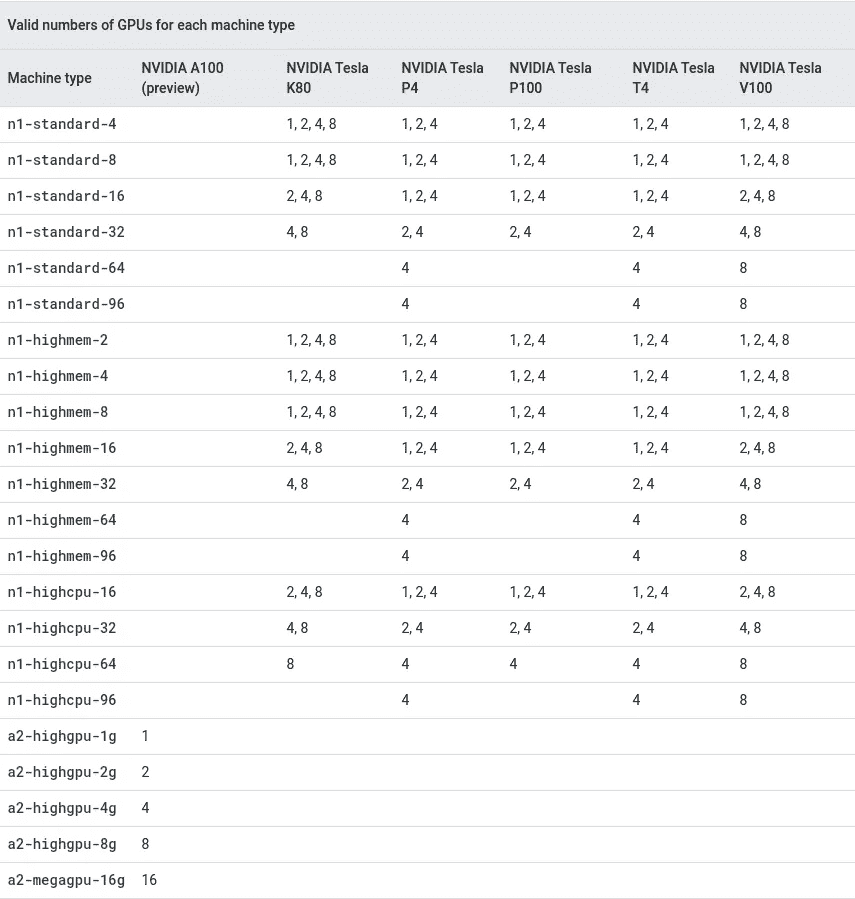 Valid numbers of GPUs for each machine type
Machine type NVIDIA A100 (preview) NVIDIA Tesla K80 NVIDIA Tesla P4 NVIDIA Tesla P100 NVIDIA Tesla T4 NVIDIA Tesla V100
n1-standard-4 1, 2, 4, 8 1, 2, 4 1, 2, 4 1, 2, 4 1, 2, 4, 8
n1-standard-8 1, 2, 4, 8 1, 2, 4 1, 2, 4 1, 2, 4 1, 2, 4, 8
n1-standard-16 2, 4, 8 1, 2, 4 1, 2, 4 1, 2, 4 2, 4, 8
n1-standard-32 4, 8 2, 4 2, 4 2, 4 4, 8
n1-standard-64 4 4 8
n1-standard-96 4 4 8
n1-highmem-2 1, 2, 4, 8 1, 2, 4 1, 2, 4 1, 2, 4 1, 2, 4, 8
n1-highmem-4 1, 2, 4, 8 1, 2, 4 1, 2, 4 1, 2, 4 1, 2, 4, 8
n1-highmem-8 1, 2, 4, 8 1, 2, 4 1, 2, 4 1, 2, 4 1, 2, 4, 8
n1-highmem-16 2, 4, 8 1, 2, 4 1, 2, 4 1, 2, 4 2, 4, 8
n1-highmem-32 4, 8 2, 4 2, 4 2, 4 4, 8
n1-highmem-64 4 4 8
n1-highmem-96 4 4 8
n1-highcpu-16 2, 4, 8 1, 2, 4 1, 2, 4 1, 2, 4 2, 4, 8
n1-highcpu-32 4, 8 2, 4 2, 4 2, 4 4, 8
n1-highcpu-64 8 4 4 4 8
n1-highcpu-96 4 4 8
a2-highgpu-1g 1
a2-highgpu-2g 2
a2-highgpu-4g 4
a2-highgpu-8g 8
a2-megagpu-16g 16